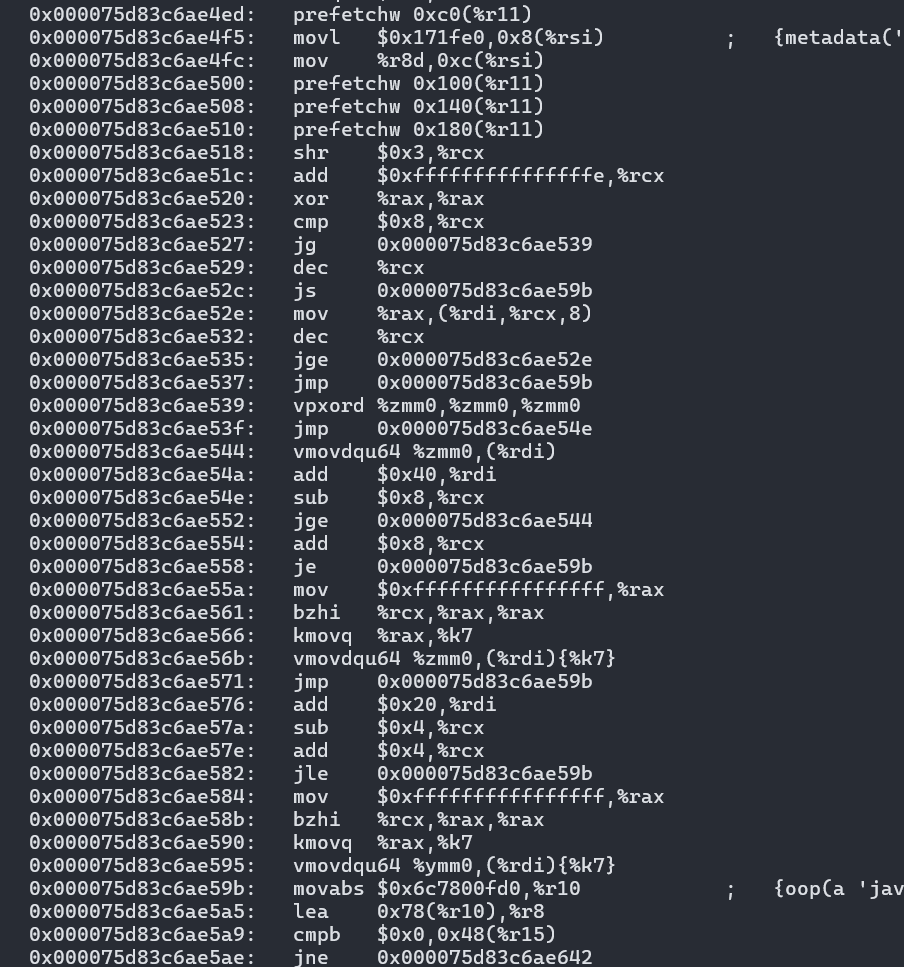 0x000075d83c6ae4ed: prefetchw 0xc0(%r11)
0x000075d83c6ae4f5: movl $0x171fe0,0x8(%rsi) ; {metadata('
0x000075d83c6ae4fc: mov %r8d,0xc(%rsi)
0x000075d83c6ae500: prefetchw 0x100(%r11)
0x000075d83c6ae508: prefetchw 0x140(%r11)
0x000075d83c6ae510: prefetchw 0x180(%r11)
0x000075d83c6ae518: shr $0x3,%rcx
0x000075d83c6ae51c: add $0xfffffffffffffffe,%rcx
0x000075d83c6ae520: xor %rax,%rax
0x000075d83c6ae523: cmp $0x8,%rcx
0x000075d83c6ae527: jg 0x000075d83c6ae539
0x000075d83c6ae529: dec %rcx
0x000075d83c6ae52c: js 0x000075d83c6ae59b
0x000075d83c6ae52e: mov %rax,(%rdi,%rcx,8)
0x000075d83c6ae532: dec %rcx
0x000075d83c6ae535: jge 0x000075d83c6ae52e
0x000075d83c6ae537: jmp 0x000075d83c6ae59b
0x000075d83c6ae539: vpxord %zmm0,%zmm0,%zmm0
0x000075d83c6ae53f: jmp 0x000075d83c6ae54e
0x000075d83c6ae544: vmovdqu64 %zmm0,(%rdi)
0x000075d83c6ae54a: add $0x40,%rdi
0x000075d83c6ae54e: sub $0x8,%rcx
0x000075d83c6ae552: jge 0x000075d83c6ae544
0x000075d83c6ae554: add $0x8,%rcx
0x000075d83c6ae558: je 0x000075d83c6ae59b
0x000075d83c6ae55a: mov $0xffffffffffffffff,%rax
0x000075d83c6ae561: bzhi %rcx,%rax,%rax
0x000075d83c6ae566: kmovq %rax,%k7
0x000075d83c6ae56b: vmovdqu64 %zmm0,(%rdi){%k7}
0x000075d83c6ae571: jmp 0x000075d83c6ae59b
0x000075d83c6ae576: add $0x20,%rdi
0x000075d83c6ae57a: sub $0x4,%rcx
0x000075d83c6ae57e: add $0x4,%rcx
0x000075d83c6ae582: jle 0x000075d83c6ae59b
0x000075d83c6ae584: mov $0xffffffffffffffff,%rax
0x000075d83c6ae58b: bzhi %rcx,%rax,%rax
0x000075d83c6ae590: kmovq %rax,%k7
0x000075d83c6ae595: vmovdqu64 %ymm0,(%rdi){%k7}
0x000075d83c6ae59b: movabs $0x6c7800fd0,%r10 ; {oop(a 'jav
0x000075d83c6ae5a5: lea 0x78(%r10),%r8
0x000075d83c6ae5a9: cmpb $0x0,0x48(%r15)
0x000075d83c6ae5ae: jne 0x000075d83c6ae642